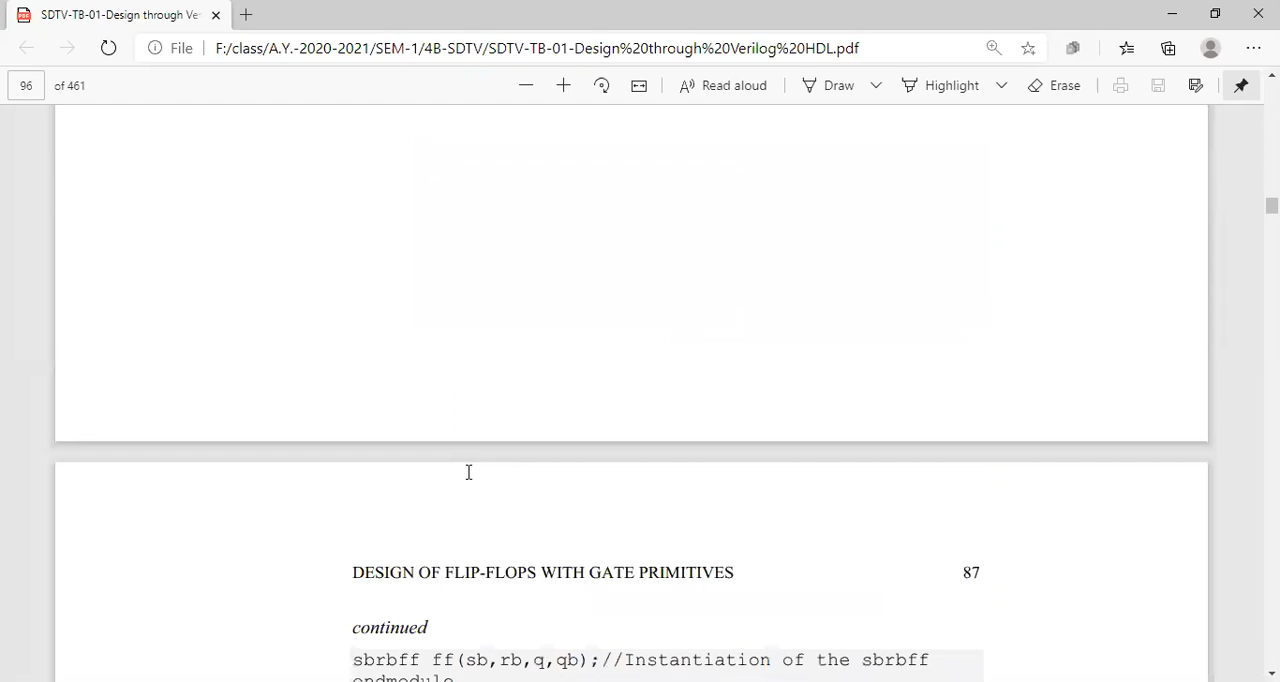 SDTV-TB-01-Design through Ve
File
F:/class/A.Y.-2020-2021/SEM-1/4B-SDTV/SDTV-TB-01-Design%20through%20Verilog%20HDL.pdf
96 of 461
Read aloud
Draw
Highlight
Erase
DESIGN OF FLIP-FLOPS WITH GATE PRIMITIVES 87
continued
sbrbff ff(sb,rb,q,qb);//Instantiation of the sbrbff
endmodule